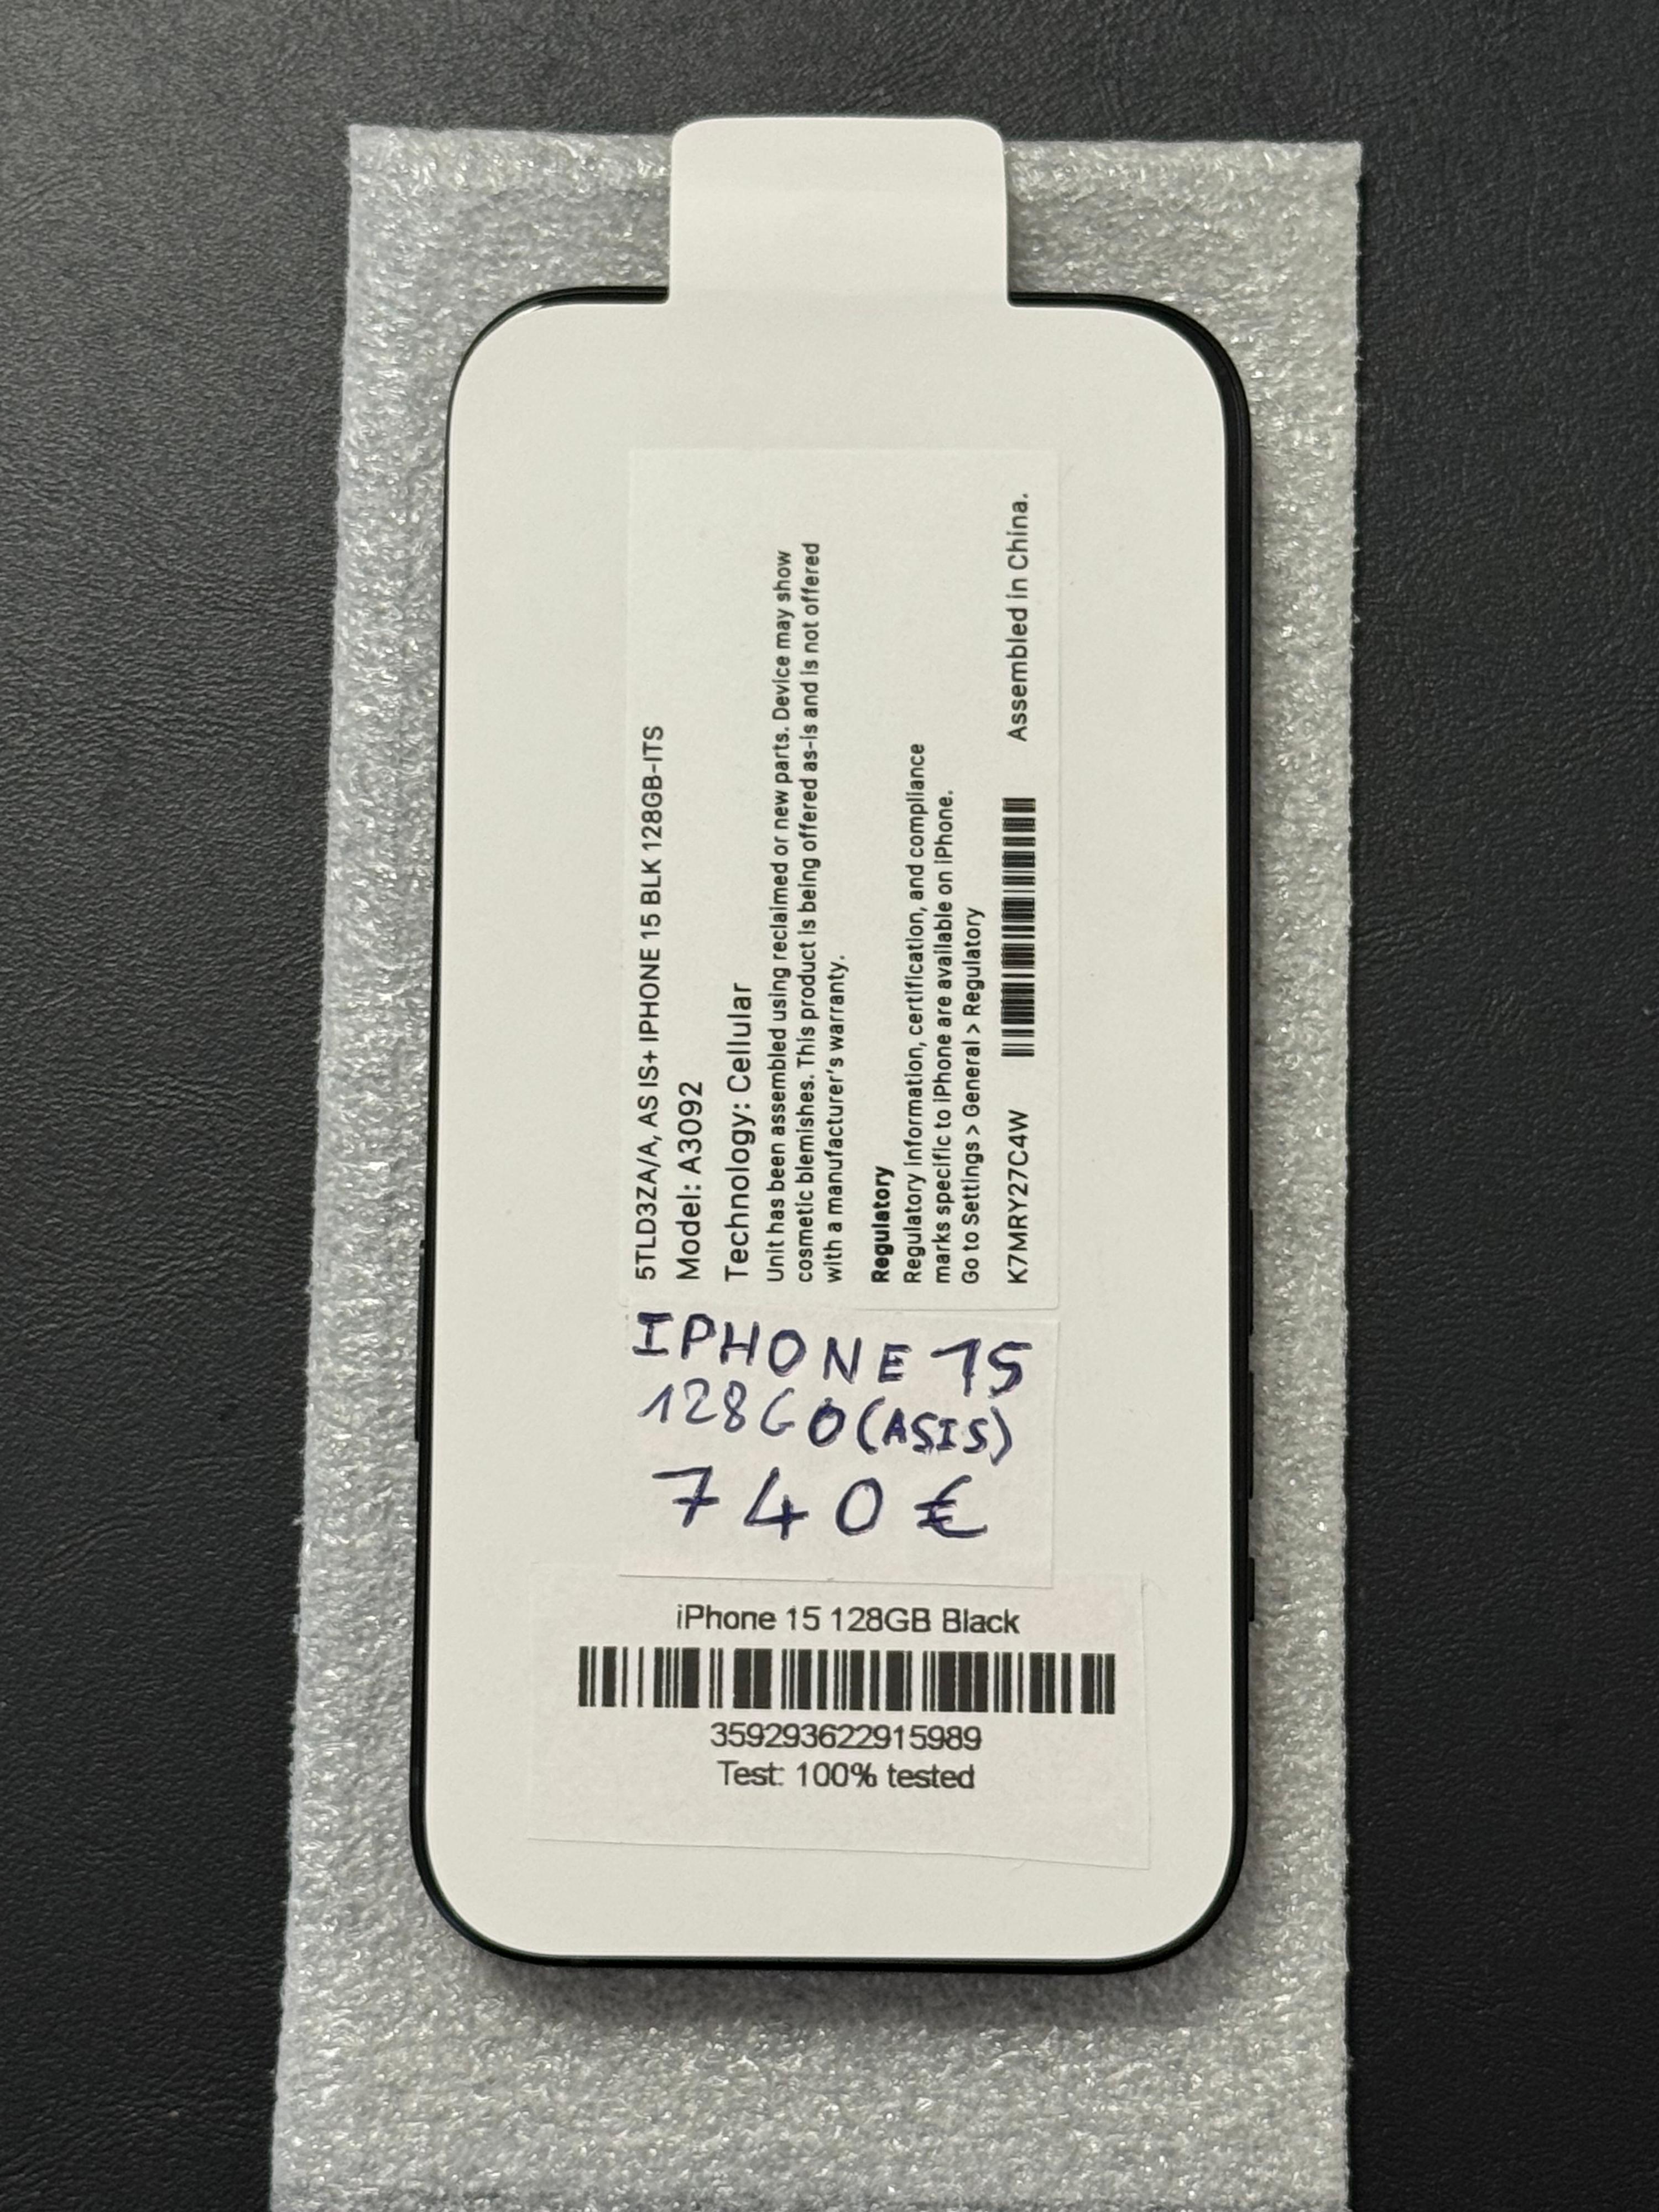 5TLD3ZA/A, AS IS+ IPHONE 15 BLK 128GB-ITS
Model: A3092
Technology: Cellular
Unit has been assembled using reclaimed or new parts. Device may show
cosmetic blemishes. This product is being offered as-is and is not offered
with a manufacturer's warranty.
Regulatory
Regulatory information, certification, and compliance
marks specific to iPhone are available on iPhone.
Go to Settings > General > Regulatory
K7MRY27C4W Assembled in China.
IPHONE 15
128GO(ASIS)
740€
iPhone 15 128GB Black
359293622915989
Test: 100% tested